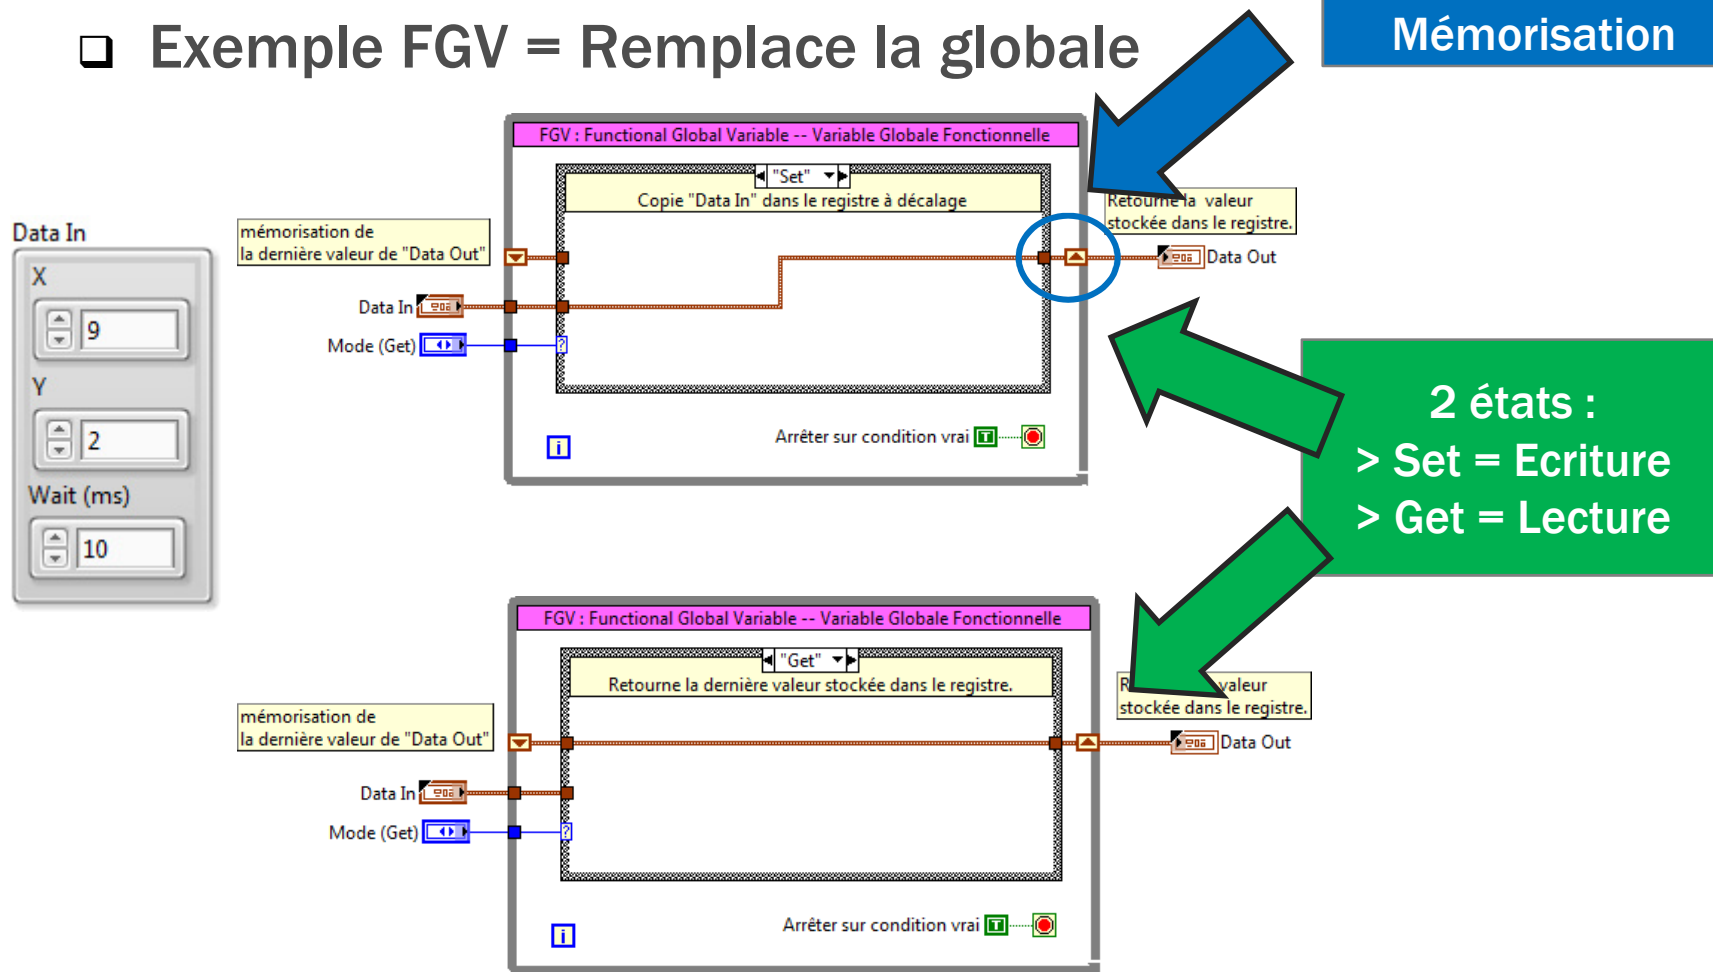 Exemple FGV = Remplace la globale
Mémorisation
FGV : Functional Global Variable -- Variable Globale Fonctionnelle
"Set"
Copie "Data In" dans le registre à décalage
mémorisation de
la dernière valeur de "Data Out"
Retourne la valeur
stockée dans le registre.
Data Out
Data In
Mode (Get)
?
Arrêter sur condition vrai
T
i
Data In
X
9
Y
2
Wait (ms)
10
2 états :
> Set = Ecriture
> Get = Lecture
FGV : Functional Global Variable -- Variable Globale Fonctionnelle
"Get"
Retourne la dernière valeur stockée dans le registre.
mémorisation de
la dernière valeur de "Data Out"
valeur
stockée dans le registre.
Data Out
Data In
Mode (Get)
?
Arrêter sur condition vrai
T
i